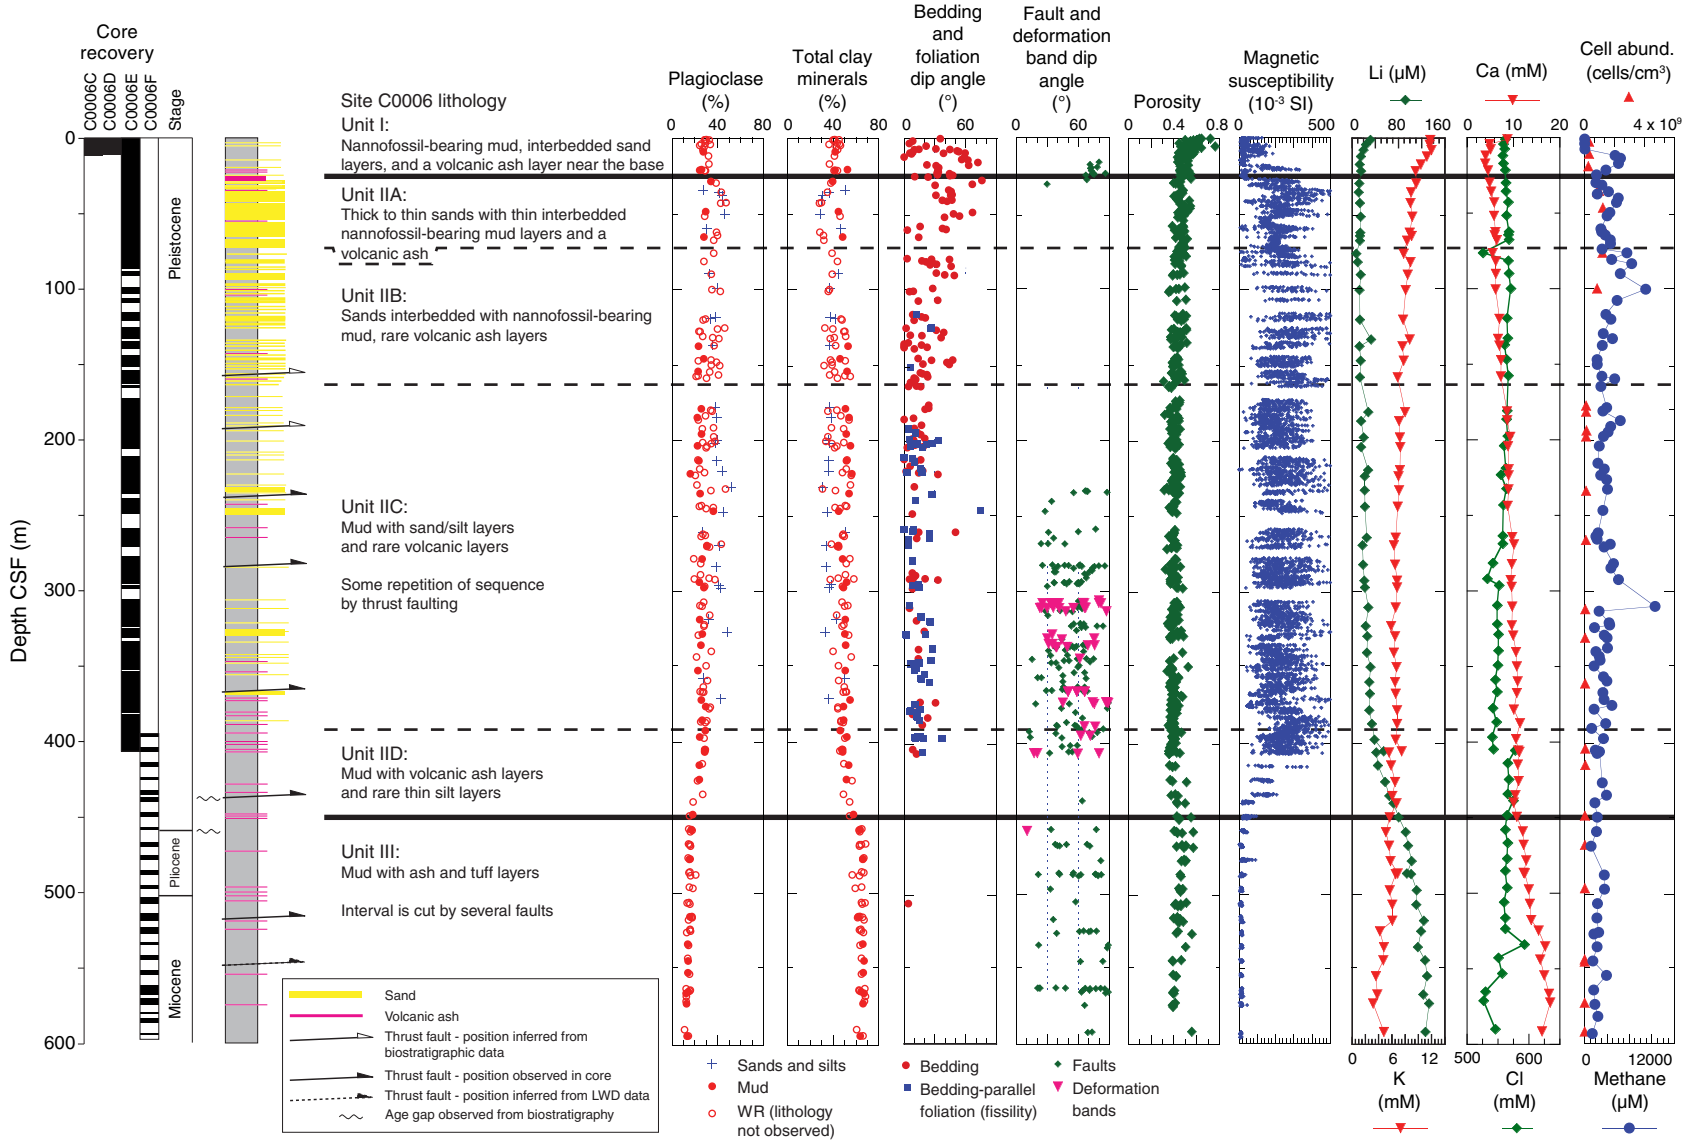 Core
recovery
C0006C
C0006D
C0006E
C0006F
Stage
Site C0006 lithology
Plagioclase
(%)
Total clay
minerals
(%)
Bedding
and
foliation
dip angle
(°)
Fault and
deformation
band dip
angle
(°)
Porosity
Magnetic
susceptibility
(10⁻³ SI)
Li (µM)
Ca (mM)
Cell abund.
(cells/cm³)
0 40 80
0 40 80
0 60
0 60
0 0.4 0.8
0 500
0 80 160
0 10 20
0 4 x 10⁹
Depth CSF (m)
0
100
200
300
400
500
600
Pleistocene
Pliocene
Miocene
Unit I:
Nannofossil-bearing mud, interbedded sand
layers, and a volcanic ash layer near the base
Unit IIA:
Thick to thin sands with thin interbedded
nannofossil-bearing mud layers and a
volcanic ash
Unit IIB:
Sands interbedded with nannofossil-bearing
mud, rare volcanic ash layers
Unit IIC:
Mud with sand/silt layers
and rare volcanic layers
Some repetition of sequence
by thrust faulting
Unit IID:
Mud with volcanic ash layers
and rare thin silt layers
Unit III:
Mud with ash and tuff layers
Interval is cut by several faults
Sand
Volcanic ash
Thrust fault - position inferred from
biostratigraphic data
Thrust fault - position observed in core
Thrust fault - position inferred from LWD data
Age gap observed from biostratigraphy
Sands and silts
Mud
WR (lithology
not observed)
Bedding
Bedding-parallel
foliation (fissility)
Faults
Deformation
bands
0 6 12
K
(mM)
500 600
Cl
(mM)
0 12000
Methane
(µM)